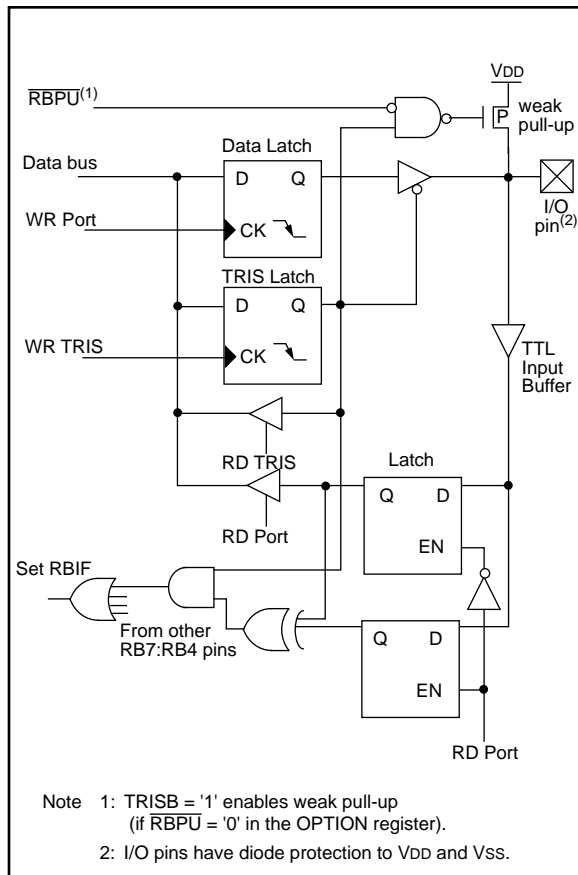 VDD
RBPU(1)
weak
pull-up
P
Data Latch
Data bus
D Q
I/O
pin(2)
WR Port
CK
TRIS Latch
D Q
WR TRIS
CK
TTL
Input
Buffer
RD TRIS
Latch
Q D
RD Port
EN
Set RBIF
From other
RB7:RB4 pins
Q D
EN
RD Port
Note 1: TRISB = '1' enables weak pull-up
(if RBPU = '0' in the OPTION register).
2: I/O pins have diode protection to VDD and VSS.